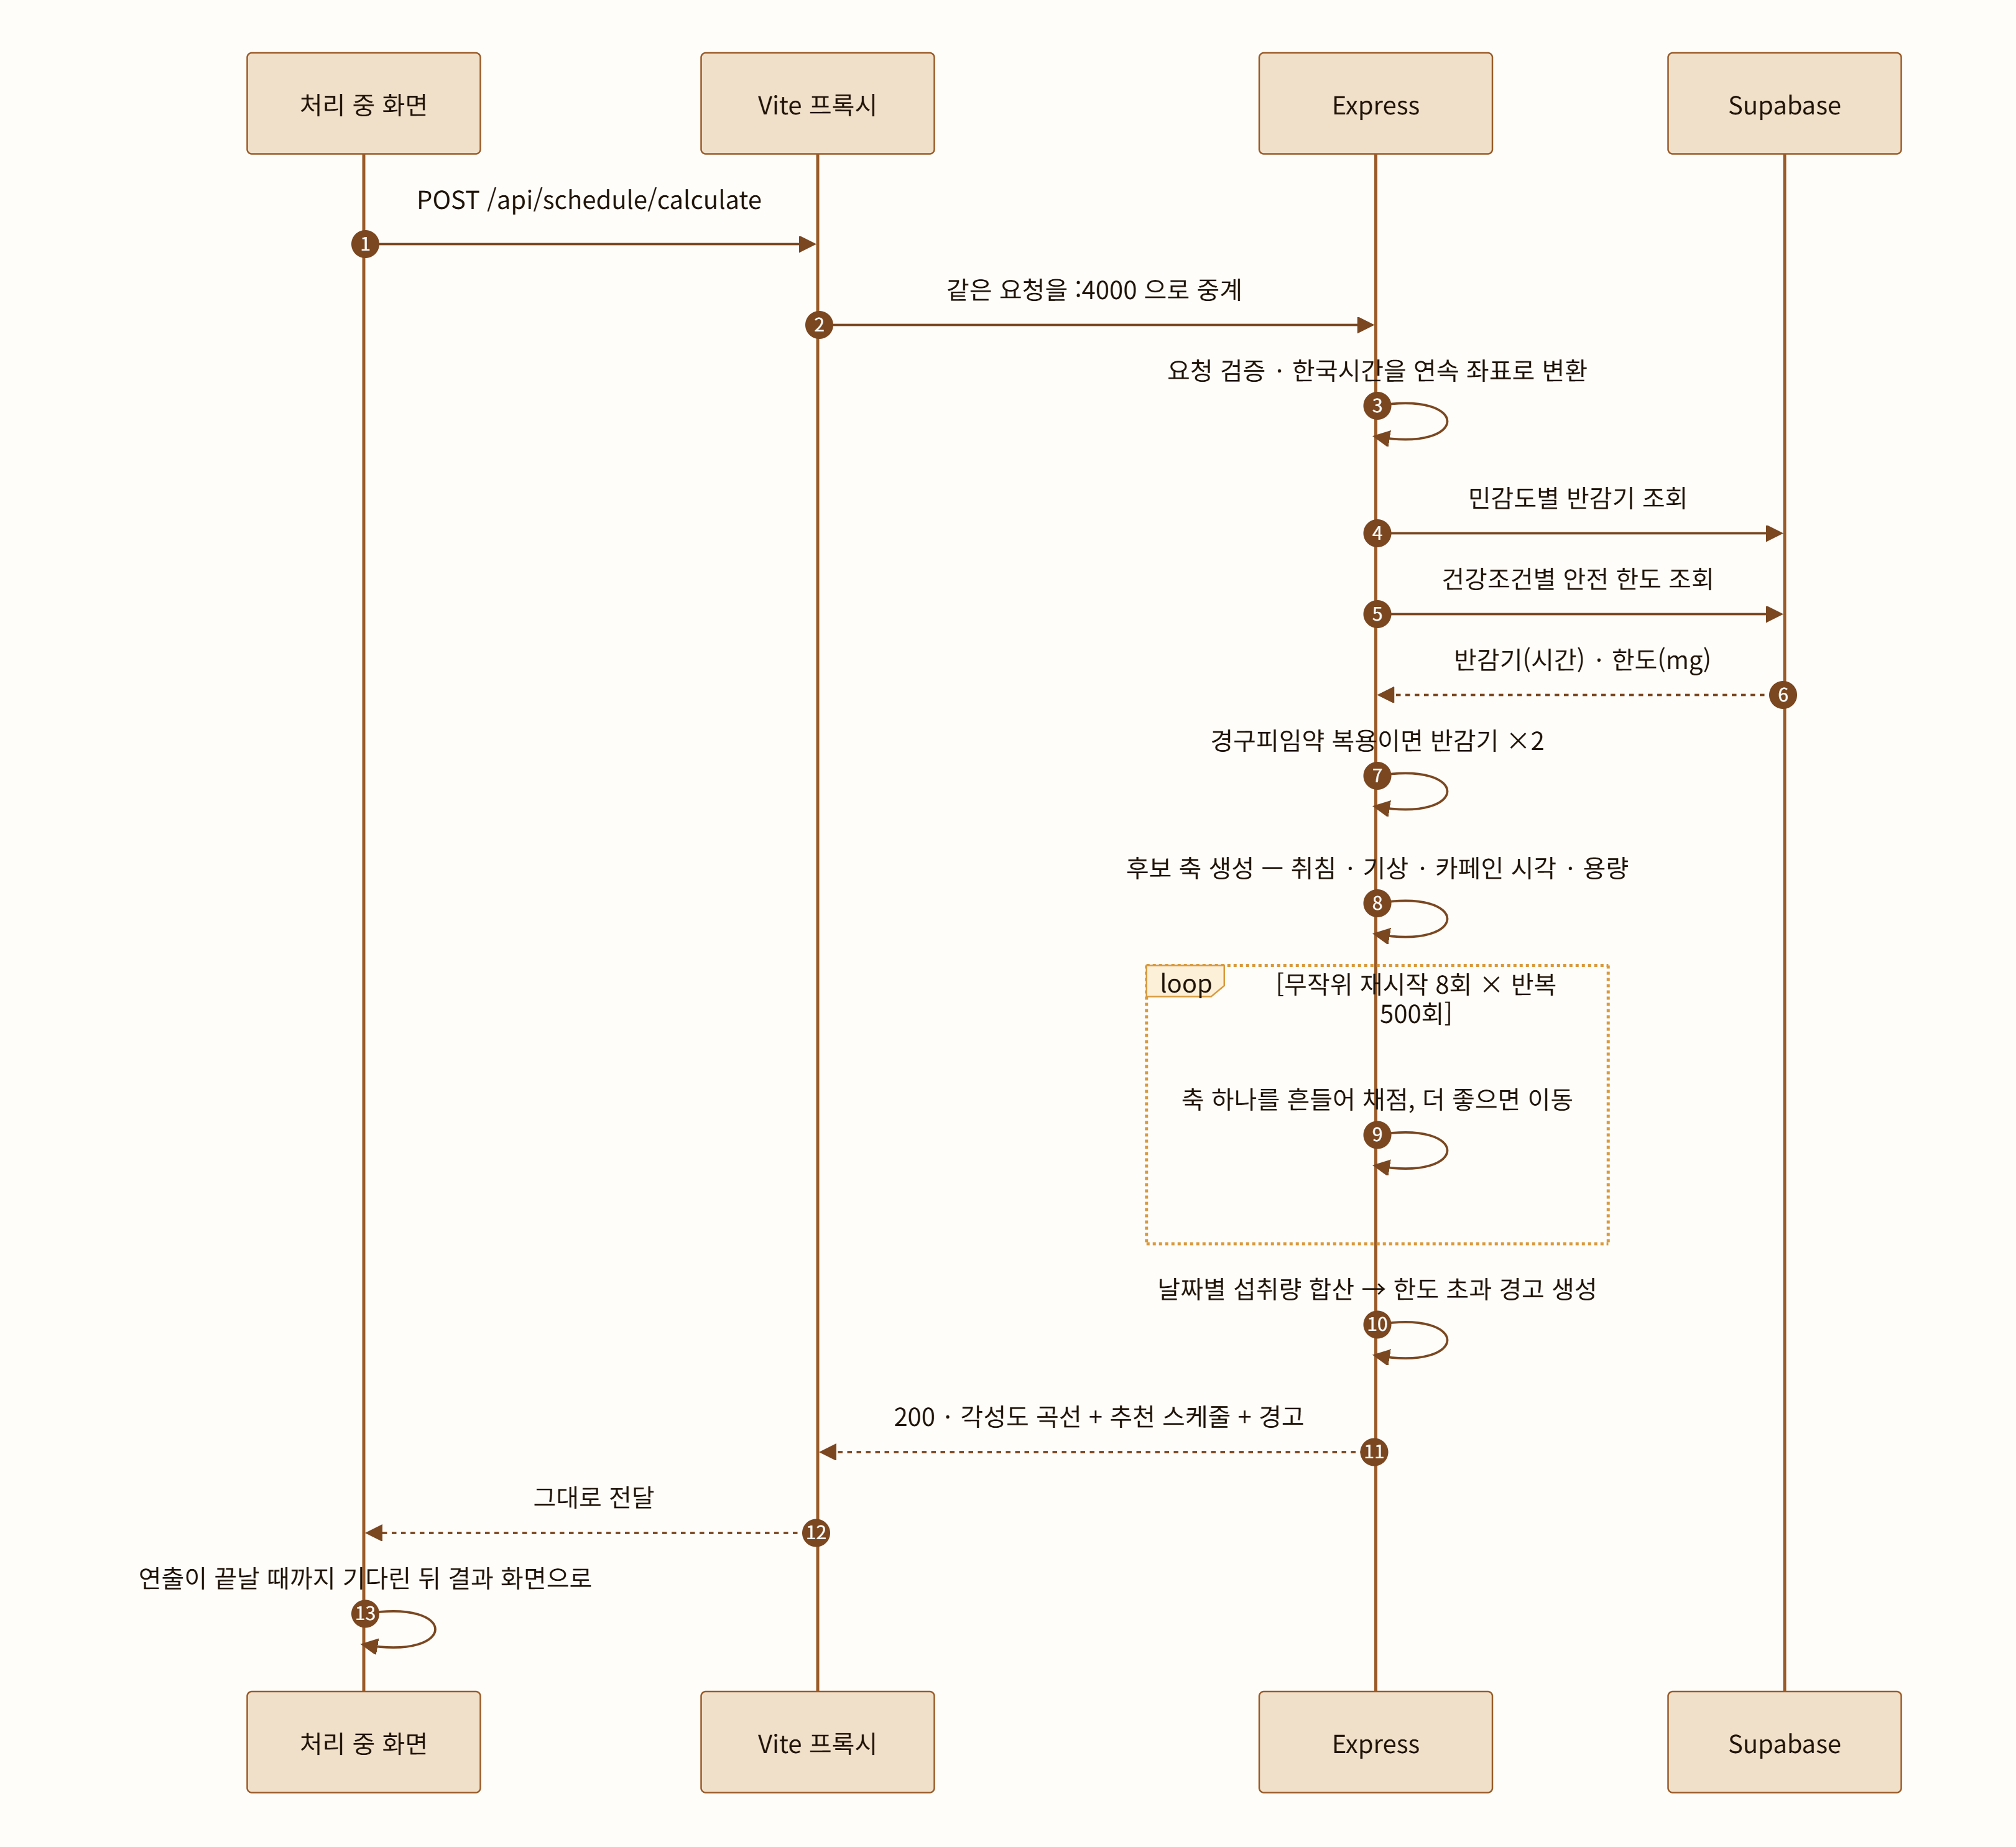 처리 중 화면
Vite 프록시
Express
Supabase
POST /api/schedule/calculate
1
같은 요청을 :4000 으로 중계
2
요청 검증 · 한국시간을 연속 좌표로 변환
3
민감도별 반감기 조회
4
건강조건별 안전 한도 조회
5
반감기(시간) · 한도(mg)
6
경구피임약 복용이면 반감기 ×2
7
후보 축 생성 — 취침 · 기상 · 카페인 시각 · 용량
8
loop
[무작위 재시작 8회 × 반복
500회]
축 하나를 흔들어 채점, 더 좋으면 이동
9
날짜별 섭취량 합산 → 한도 초과 경고 생성
10
200 · 각성도 곡선 + 추천 스케줄 + 경고
11
그대로 전달
12
연출이 끝날 때까지 기다린 뒤 결과 화면으로
13
처리 중 화면
Vite 프록시
Express
Supabase